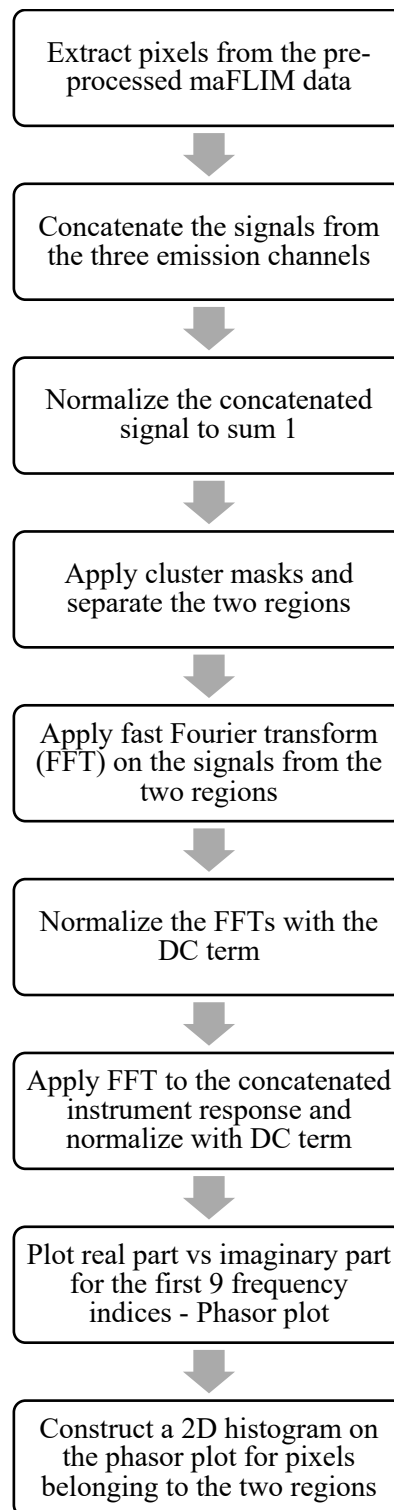 Extract pixels from the pre-
processed maFLIM data
Concatenate the signals from
the three emission channels
Normalize the concatenated
signal to sum 1
Apply cluster masks and
separate the two regions
Apply fast Fourier transform
(FFT) on the signals from the
two regions
Normalize the FFTs with the
DC term
Apply FFT to the concatenated
instrument response and
normalize with DC term
Plot real part vs imaginary part
for the first 9 frequency
indices - Phasor plot
Construct a 2D histogram on
the phasor plot for pixels
belonging to the two regions